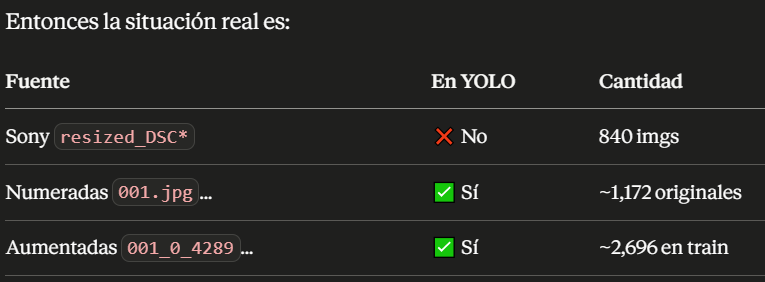 Entonces la situación real es:
Fuente En YOLO Cantidad
Sony resized_DSC* ❌ No 840 imgs
Numeradas 001.jpg... ✅ Sí ~1,172 originales
Aumentadas 001_0_4289... ✅ Sí ~2,696 en train